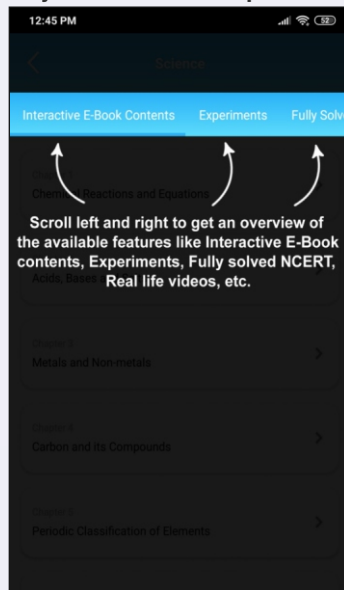 12:45 PM
52
Science
Interactive E-Book Contents Experiments Fully Solv
Chemical Reactions and Equations
Scroll left and right to get an overview of
the available features like Interactive E-Book
contents, Experiments, Fully solved NCERT,
Real life videos, etc.
Acids, Bases
Chapter 3
Metals and Non-metals
Chapter 4
Carbon and its Compounds
Chapter 5
Periodic Classification of Elements